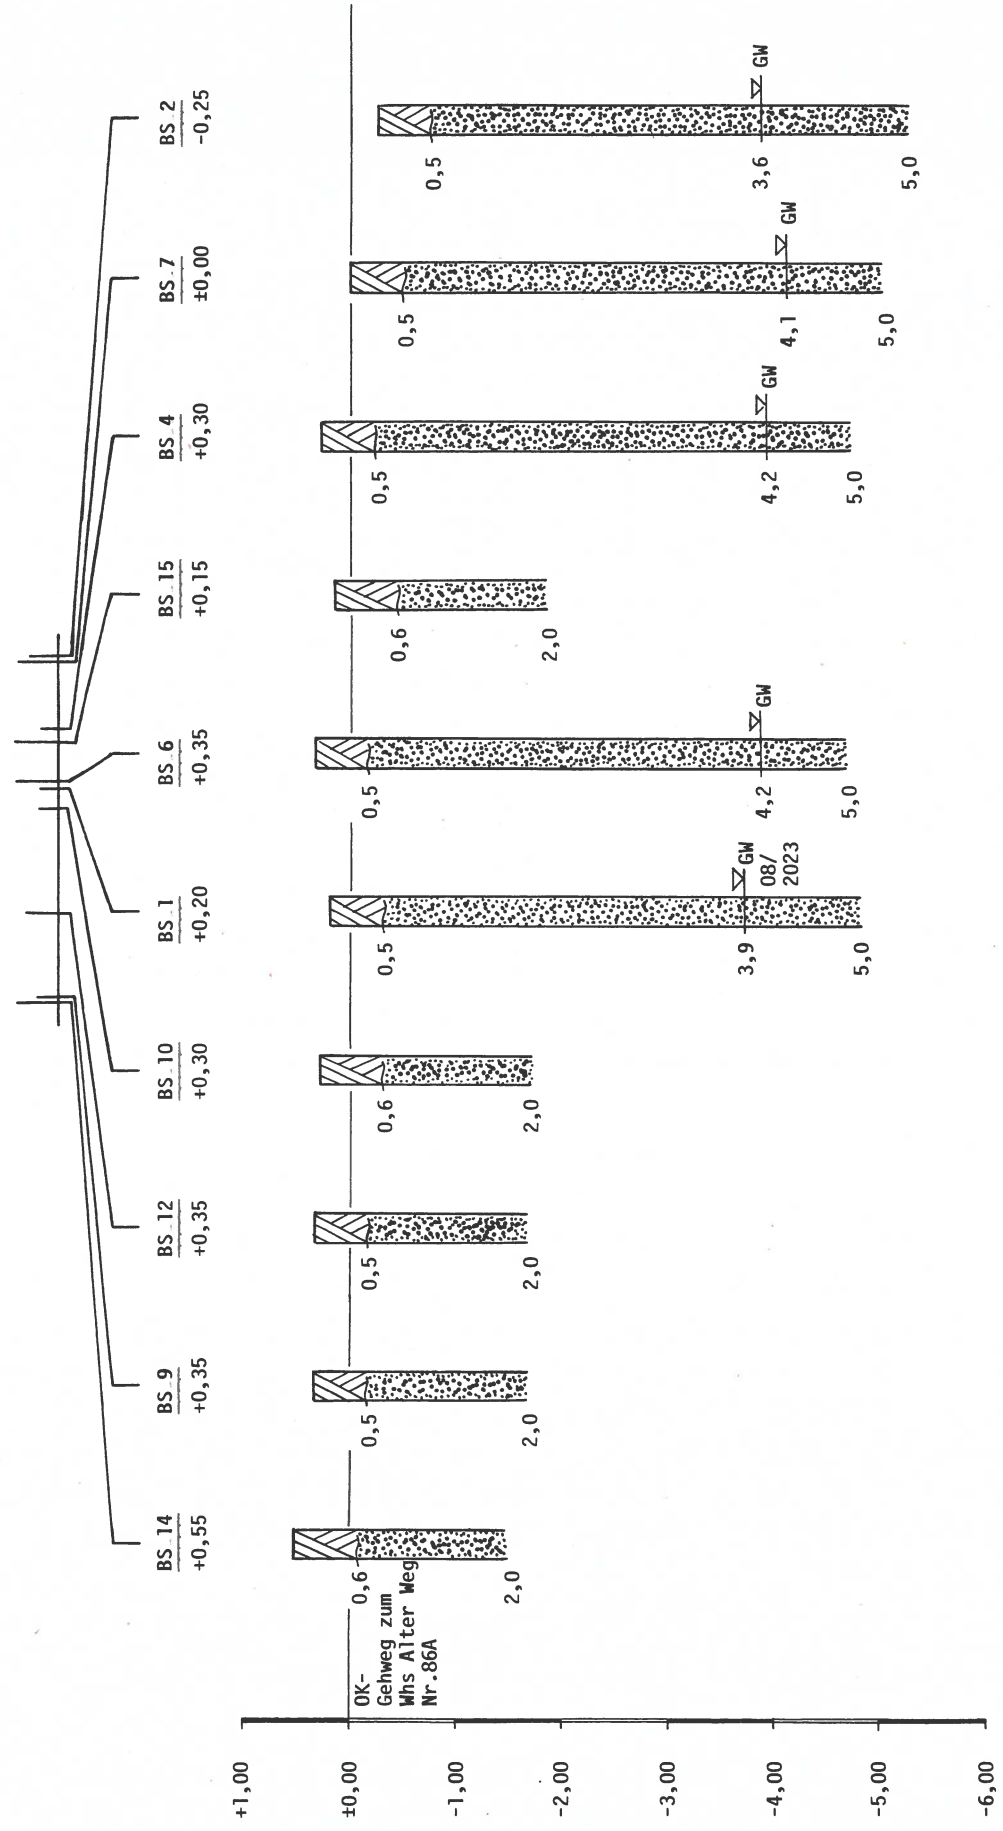 BS 14
+0,55
BS 9
+0,35
BS 12
+0,35
BS 10
+0,30
BS 1
+0,20
BS 6
+0,35
BS 15
+0,15
BS 4
+0,30
BS 7
±0,00
BS 2
-0,25
+1,00
±0,00
-1,00
-2,00
-3,00
-4,00
-5,00
-6,00
OK-
Gehweg zum
Whs Alter Weg
Nr.86A
0,6
2,0
0,5
2,0
0,5
2,0
0,6
2,0
0,5
3,9
GW
08/
2023
5,0
0,5
4,2
GW
5,0
0,6
2,0
0,5
4,2
GW
5,0
0,5
4,1
GW
5,0
0,5
3,6
GW
5,0